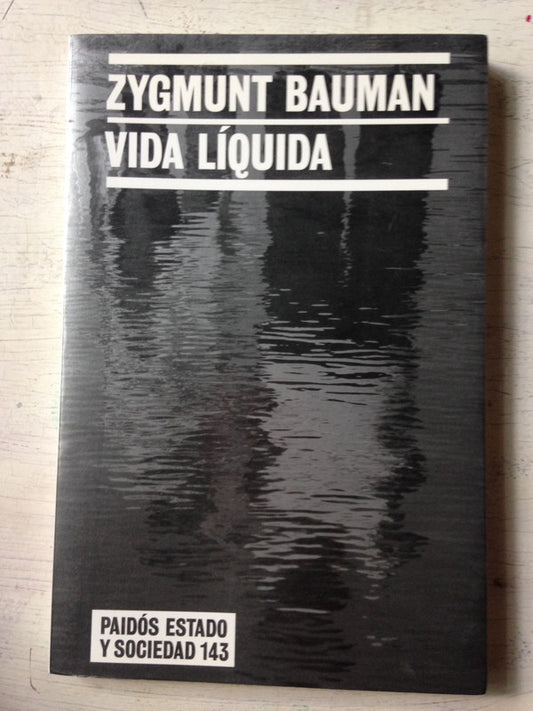 ZYGMUNT BAUMAN
VIDA LÍQUIDA
PAIDÓS ESTADO
Y SOCIEDAD 143